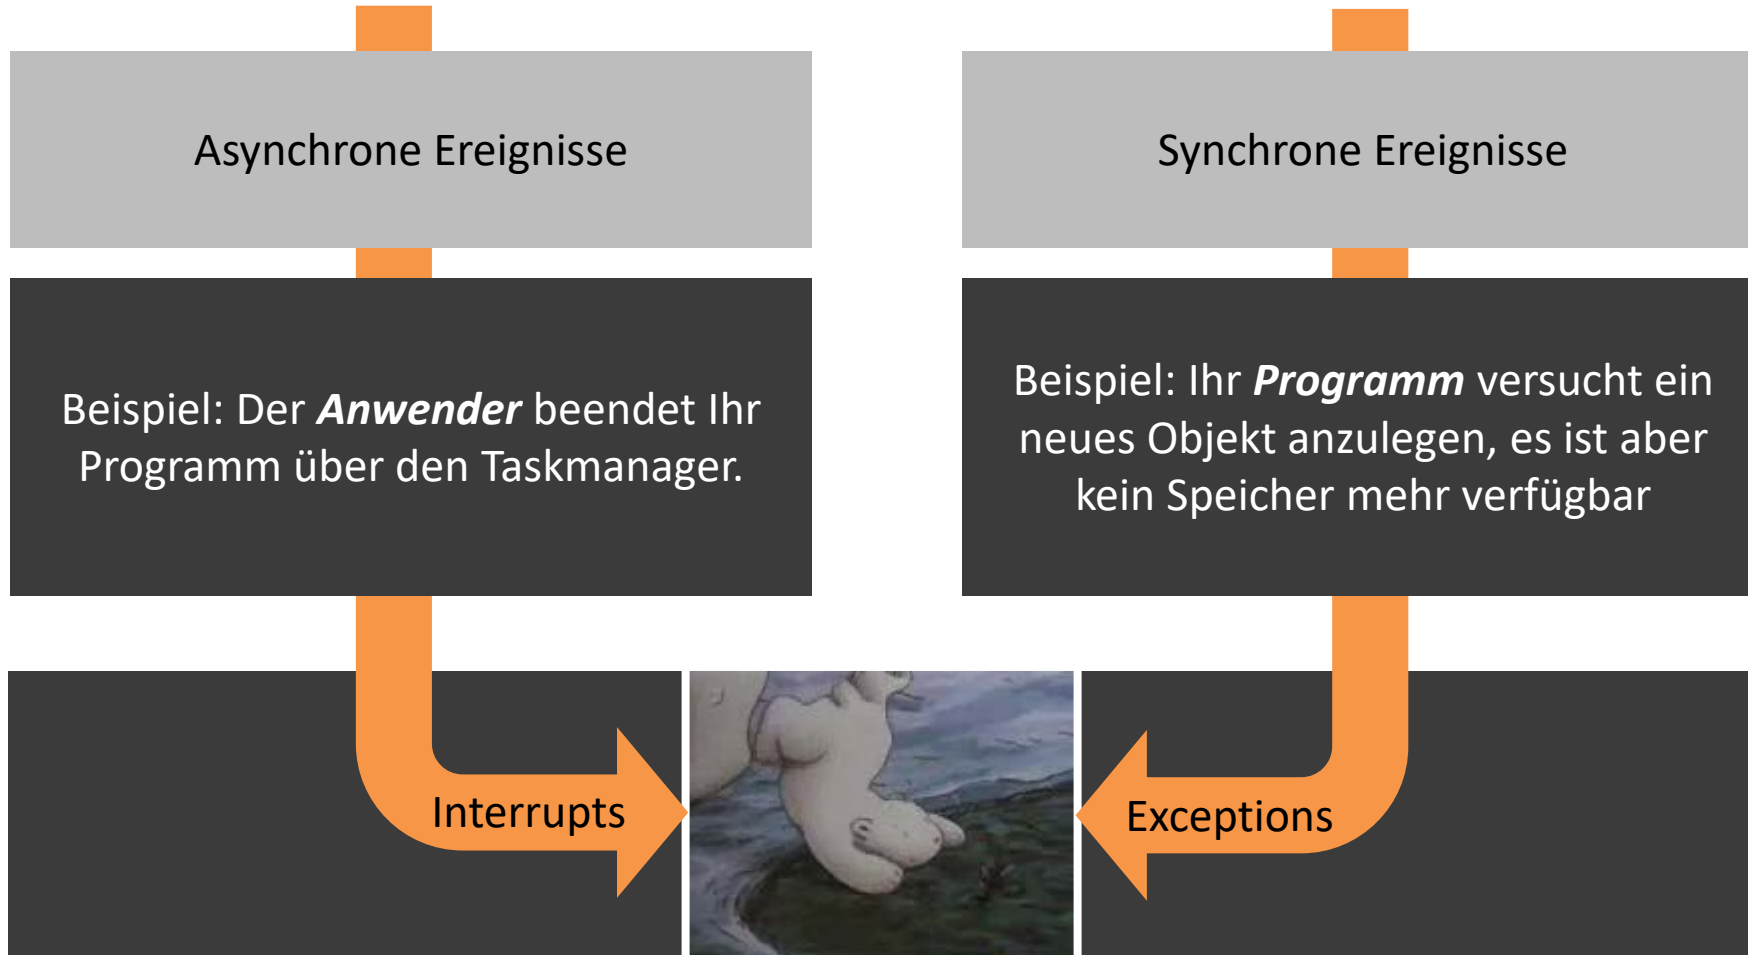 Asynchrone Ereignisse
Beispiel: Der Anwender beendet Ihr
Programm über den Taskmanager.
Synchrone Ereignisse
Beispiel: Ihr Programm versucht ein
neues Objekt anzulegen, es ist aber
kein Speicher mehr verfügbar
Interrupts
Exceptions